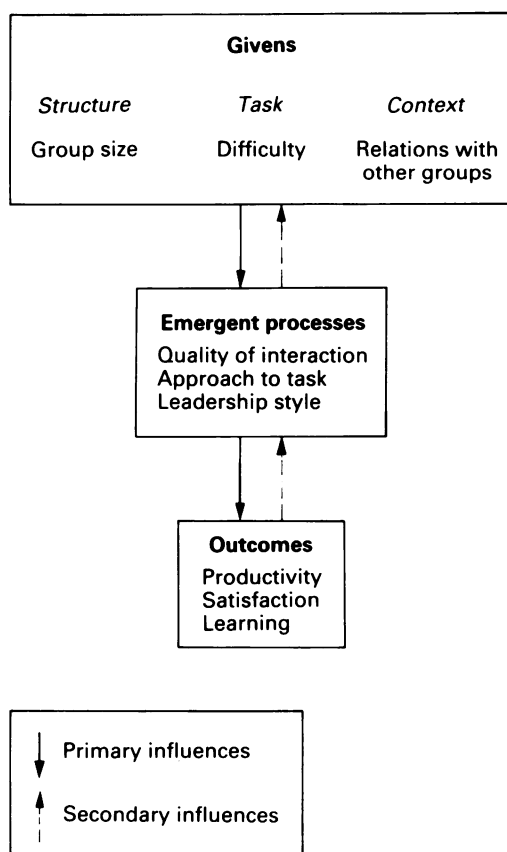 Givens
Structure Task Context
Group size Difficulty Relations with
other groups
Emergent processes
Quality of interaction
Approach to task
Leadership style
Outcomes
Productivity
Satisfaction
Learning
Primary influences
Secondary influences